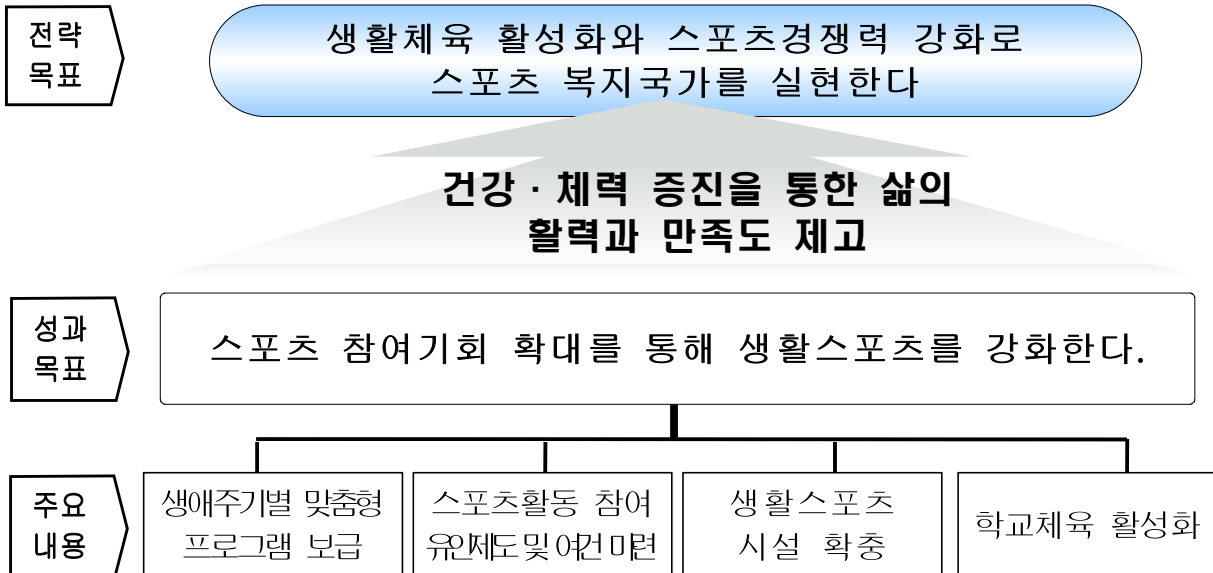 전략
목표
생활체육 활성화와 스포츠경쟁력 강화로
스포츠 복지국가를 실현한다
건강 · 체력 증진을 통한 삶의
활력과 만족도 제고
성과
목표
스포츠 참여기회 확대를 통해 생활스포츠를 강화한다.
주요
내용
생애주기별 맞춤형
프로그램 보급
스포츠활동 참여
유인제도 및 여건 마련
생활스포츠
시설 확충
학교체육 활성화